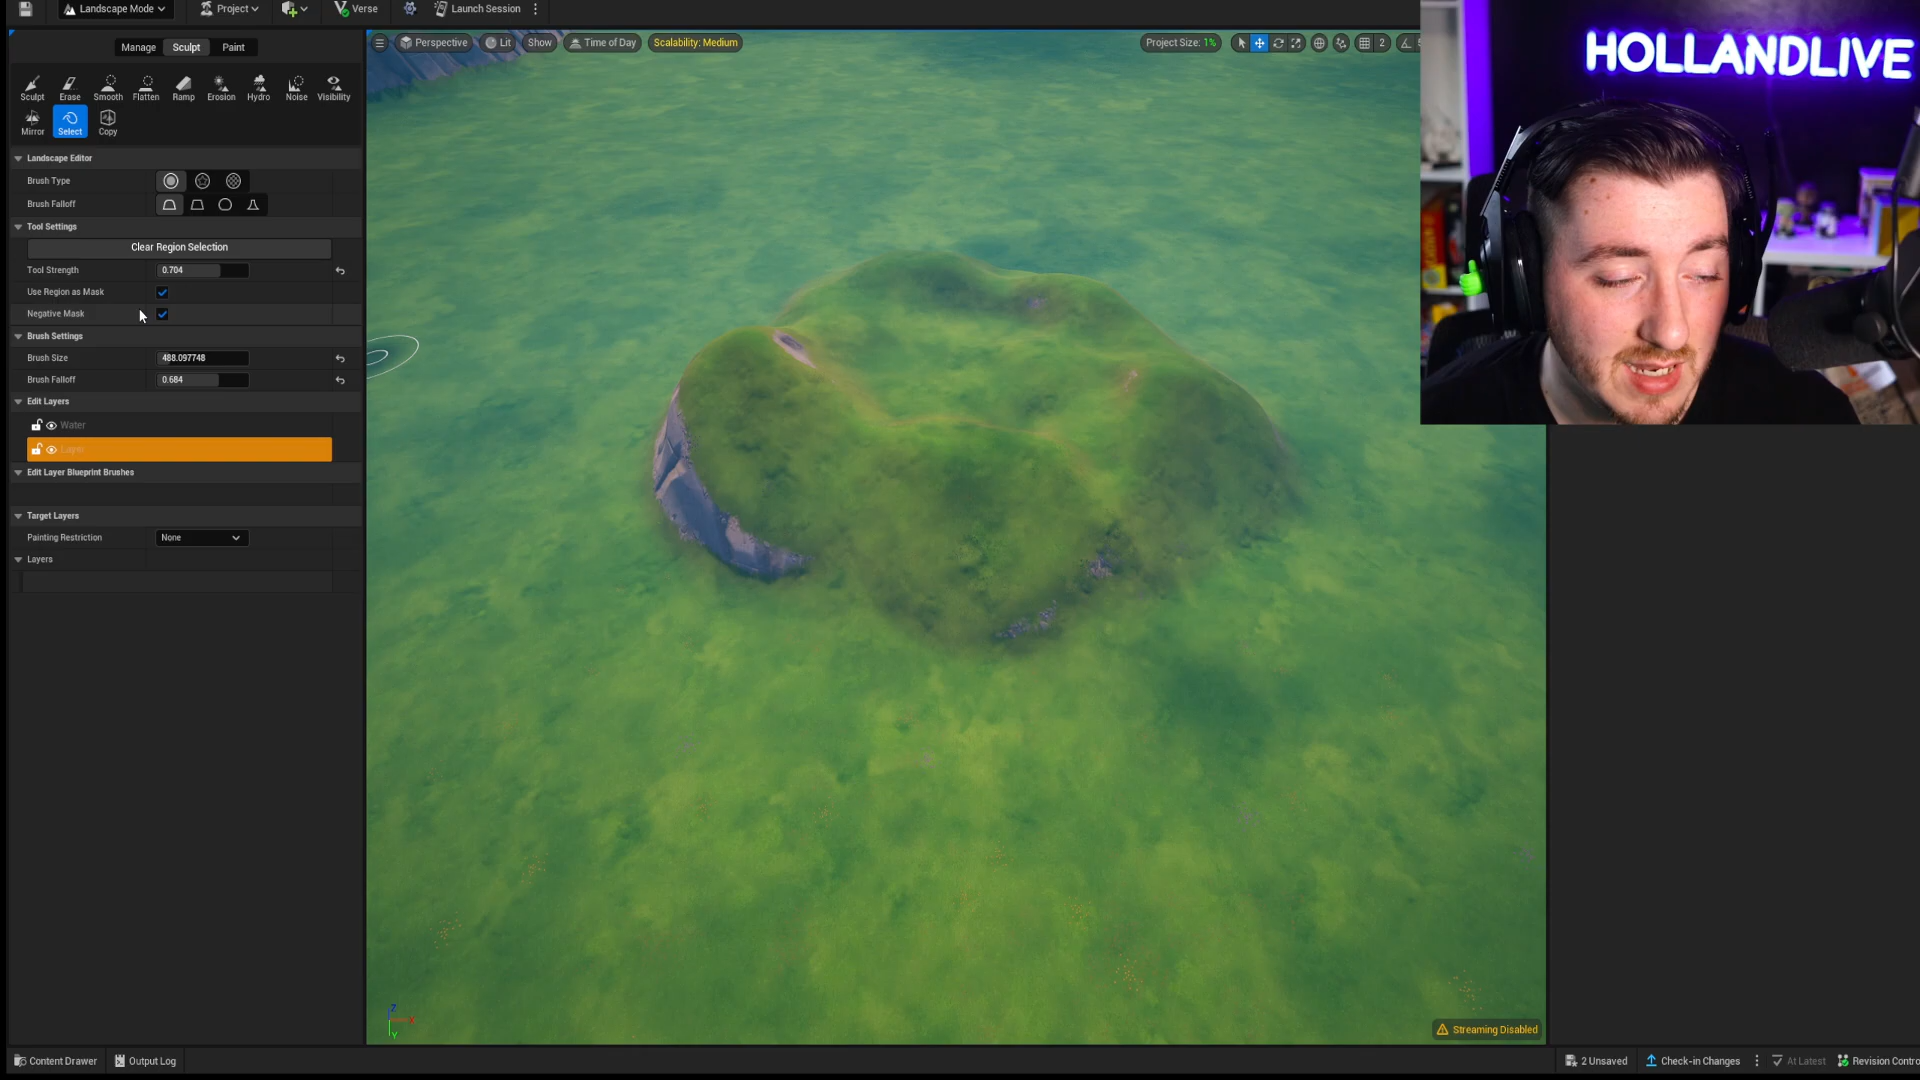 Landscape Mode
Project
Verse
Launch Session
Manage
Sculpt
Paint
Perspective
Lit
Show
Time of Day
Scalability: Medium
Project Size: 1%
2
HOLLANDLIVE
Sculpt
Erase
Smooth
Flatten
Ramp
Erosion
Hydro
Noise
Visibility
Mirror
Select
Copy
Landscape Editor
Brush Type
Brush Falloff
Tool Settings
Clear Region Selection
Tool Strength
0.704
Use Region as Mask
Negative Mask
Brush Settings
Brush Size
488.097748
Brush Falloff
0.684
Edit Layers
Water
Layer
Edit Layer Blueprint Brushes
Target Layers
Painting Restriction
None
Layers
Z
X
Y
Streaming Disabled
Content Drawer
Output Log
2 Unsaved
Check-in Changes
At Latest
Revision Contro